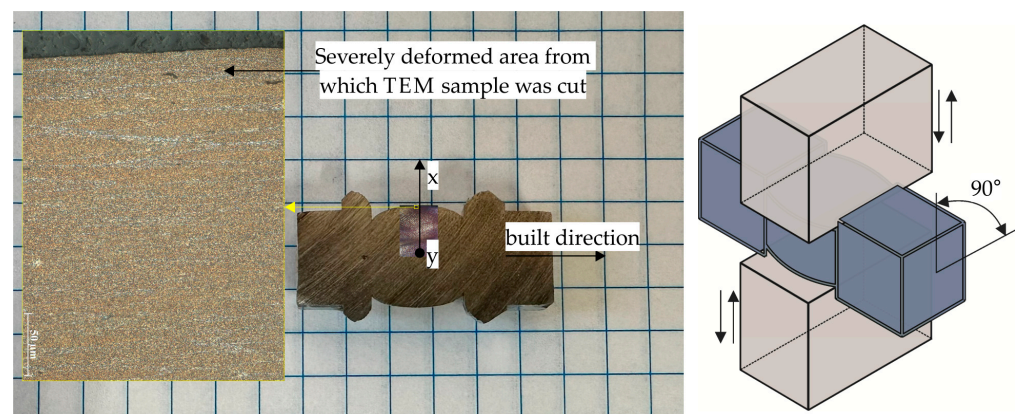 Severely deformed area from
which TEM sample was cut
x
y
built direction
50 µm
90°